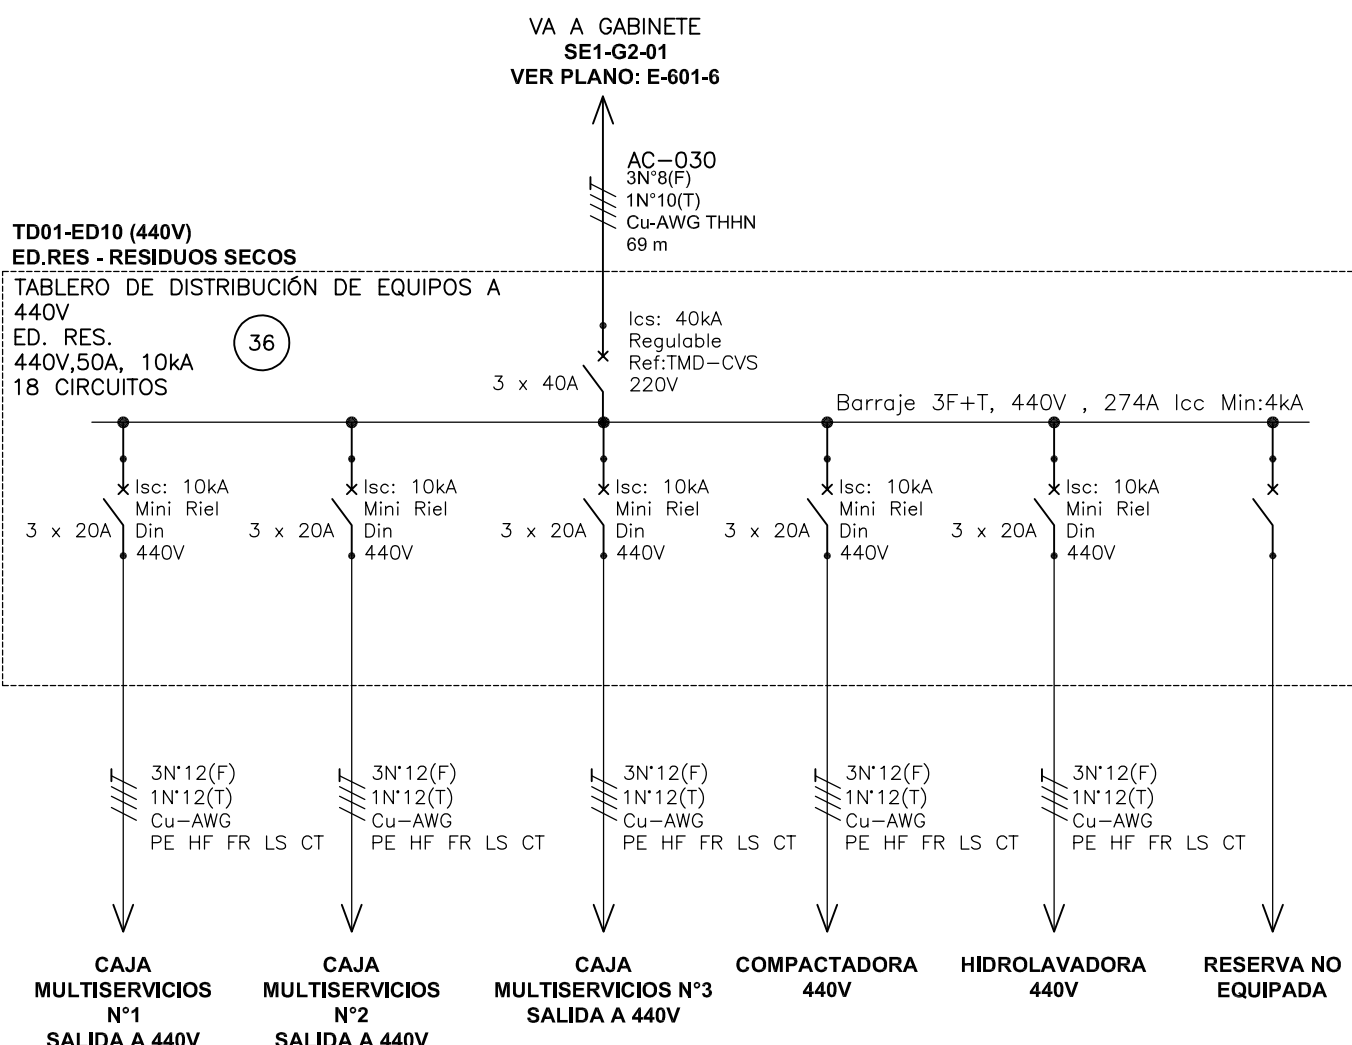 VA A GABINETE
SE1-G2-01
VER PLANO: E-601-6
AC-030
3N°8(F)
1N°10(T)
Cu-AWG THHN
69 m
TD01-ED10 (440V)
ED.RES - RESIDUOS SECOS
TABLERO DE DISTRIBUCIÓN DE EQUIPOS A
440V
ED. RES.
440V,50A, 10kA
18 CIRCUITOS
36
Ics: 40kA
Regulable
Ref:TMD-CVS
220V
3 x 40A
Barraje 3F+T, 440V , 274A Icc Min:4kA
Isc: 10kA
Mini Riel
Din
440V
3 x 20A
Isc: 10kA
Mini Riel
Din
440V
3 x 20A
Isc: 10kA
Mini Riel
Din
440V
3 x 20A
Isc: 10kA
Mini Riel
Din
440V
3 x 20A
Isc: 10kA
Mini Riel
Din
440V
3 x 20A
3N°12(F)
1N°12(T)
Cu-AWG
PE HF FR LS CT
3N°12(F)
1N°12(T)
Cu-AWG
PE HF FR LS CT
3N°12(F)
1N°12(T)
Cu-AWG
PE HF FR LS CT
3N°12(F)
1N°12(T)
Cu-AWG
PE HF FR LS CT
3N°12(F)
1N°12(T)
Cu-AWG
PE HF FR LS CT
CAJA
MULTISERVICIOS
N°1
SALIDA A 440V
CAJA
MULTISERVICIOS
N°2
SALIDA A 440V
CAJA
MULTISERVICIOS N°3
SALIDA A 440V
COMPACTADORA
440V
HIDROLAVADORA
440V
RESERVA NO
EQUIPADA